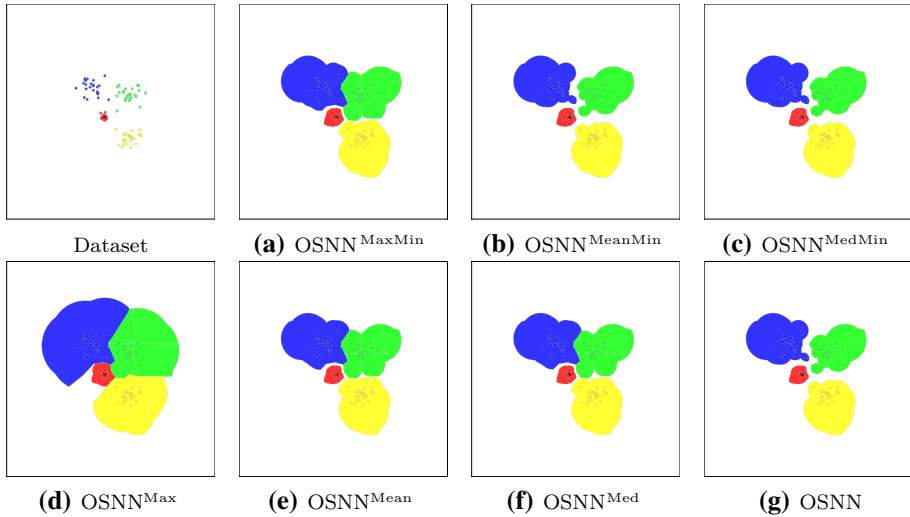 Dataset
(a) OSNN^MaxMin
(b) OSNN^MeanMin
(c) OSNN^MedMin
(d) OSNN^Max
(e) OSNN^Mean
(f) OSNN^Med
(g) OSNN